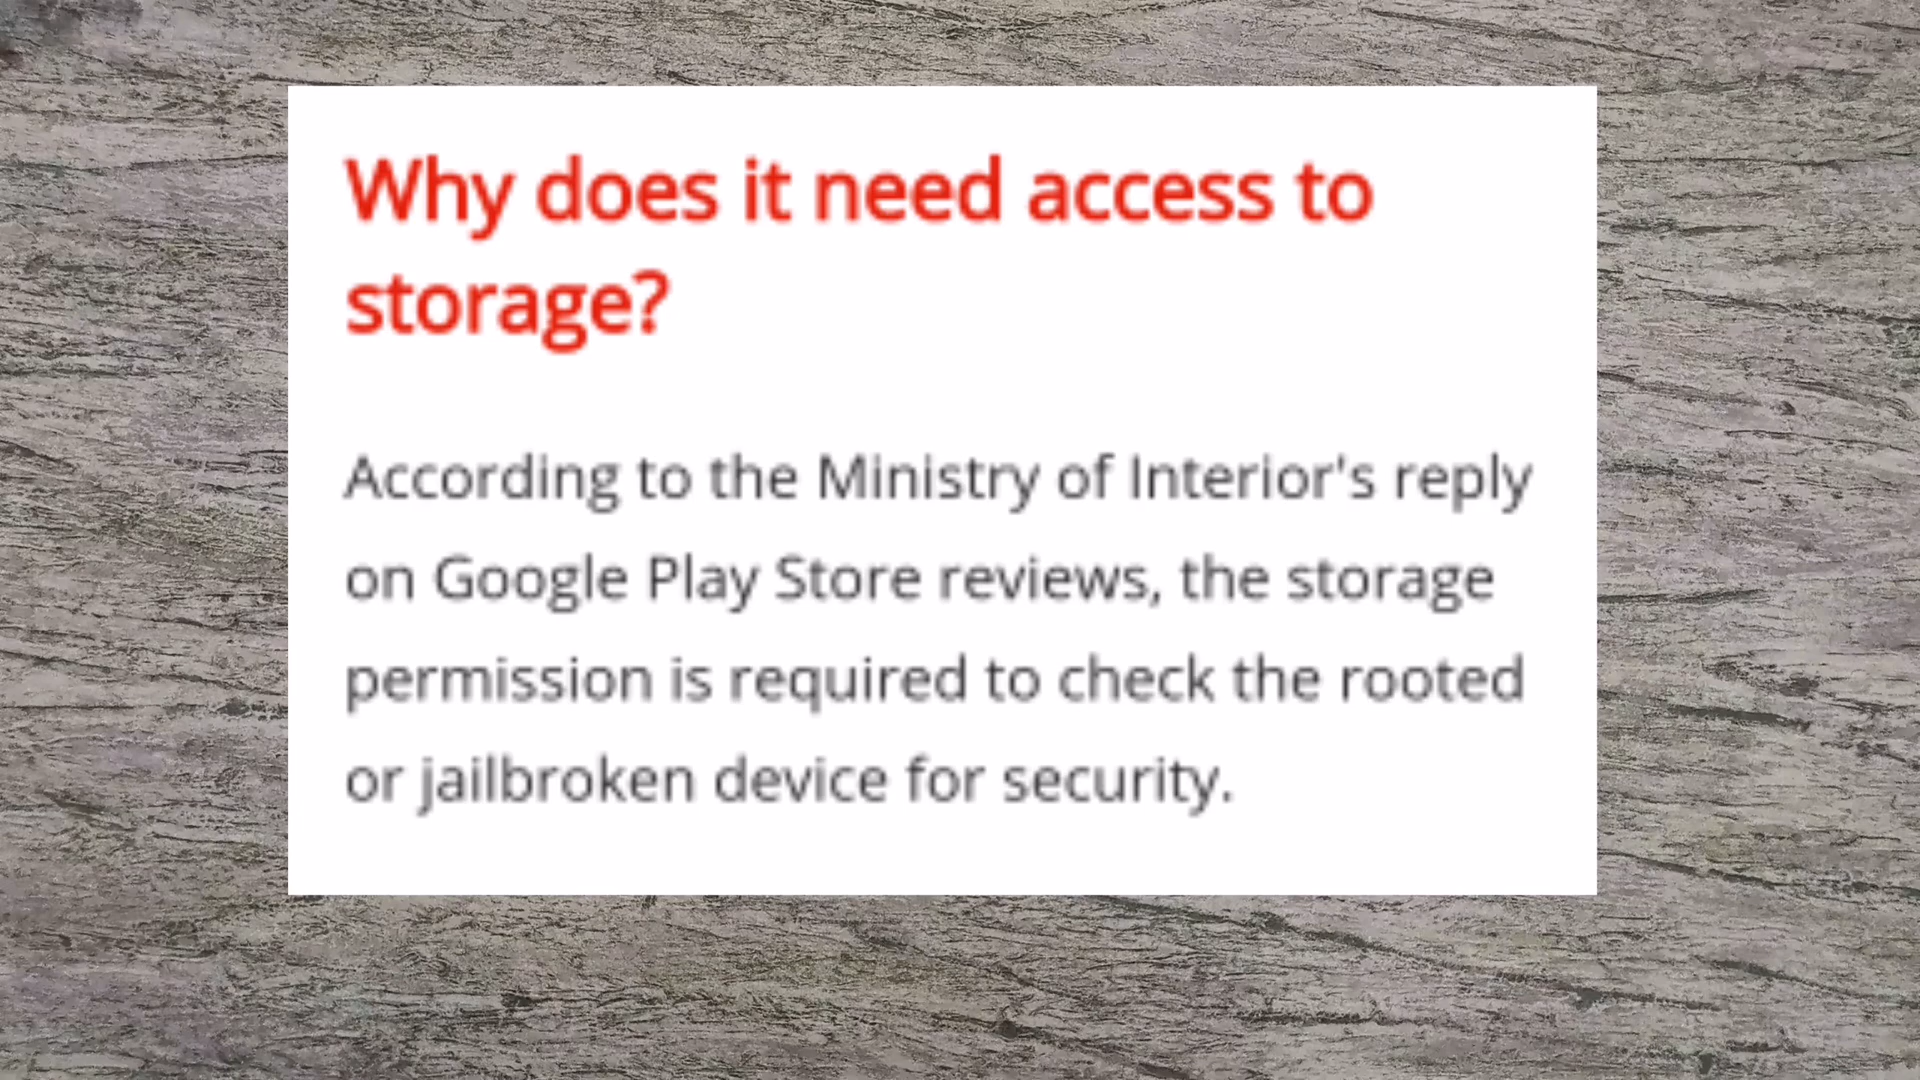 Why does it need access to
storage?
According to the Ministry of Interior's reply
on Google Play Store reviews, the storage
permission is required to check the rooted
or jailbroken device for security.